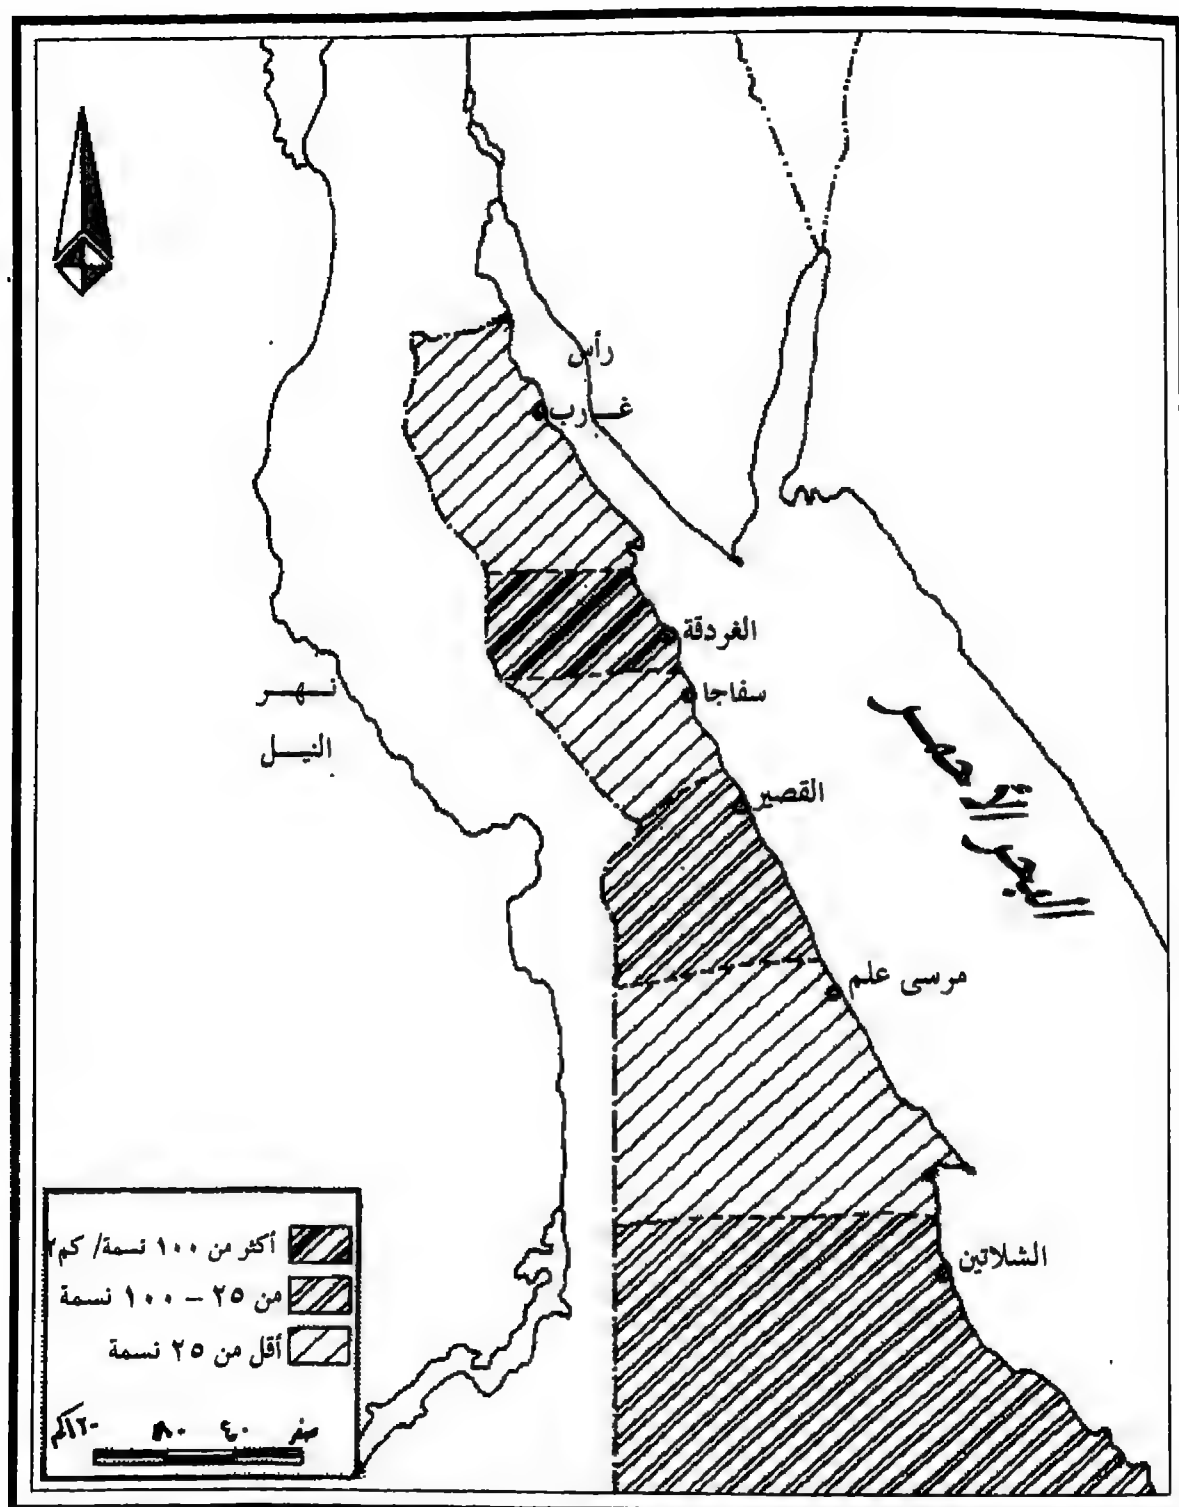 رأس
غارب
الغردقة
سفاجا
نهر
النيل
القصير
البحر
الأحمر
مرسى علم
الشلاتين
أكثر من ١٠٠ نسمة/ كم٢
من ٢٥ – ١٠٠ نسمة
أقل من ٢٥ نسمة
صفر ٤٠ ٨٠ ١٢٠كم